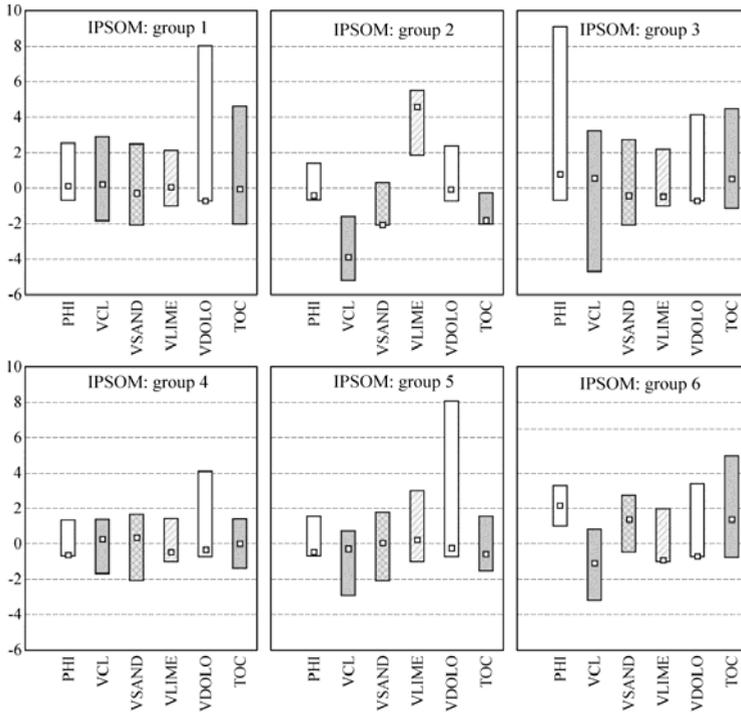 IPSOM: group 1
IPSOM: group 2
IPSOM: group 3
10
8
6
4
2
0
-2
-4
-6
PHI
VCL
VSAND
VLIME
VDOLO
TOC
PHI
VCL
VSAND
VLIME
VDOLO
TOC
PHI
VCL
VSAND
VLIME
VDOLO
TOC
IPSOM: group 4
IPSOM: group 5
IPSOM: group 6
10
8
6
4
2
0
-2
-4
-6
PHI
VCL
VSAND
VLIME
VDOLO
TOC
PHI
VCL
VSAND
VLIME
VDOLO
TOC
PHI
VCL
VSAND
VLIME
VDOLO
TOC